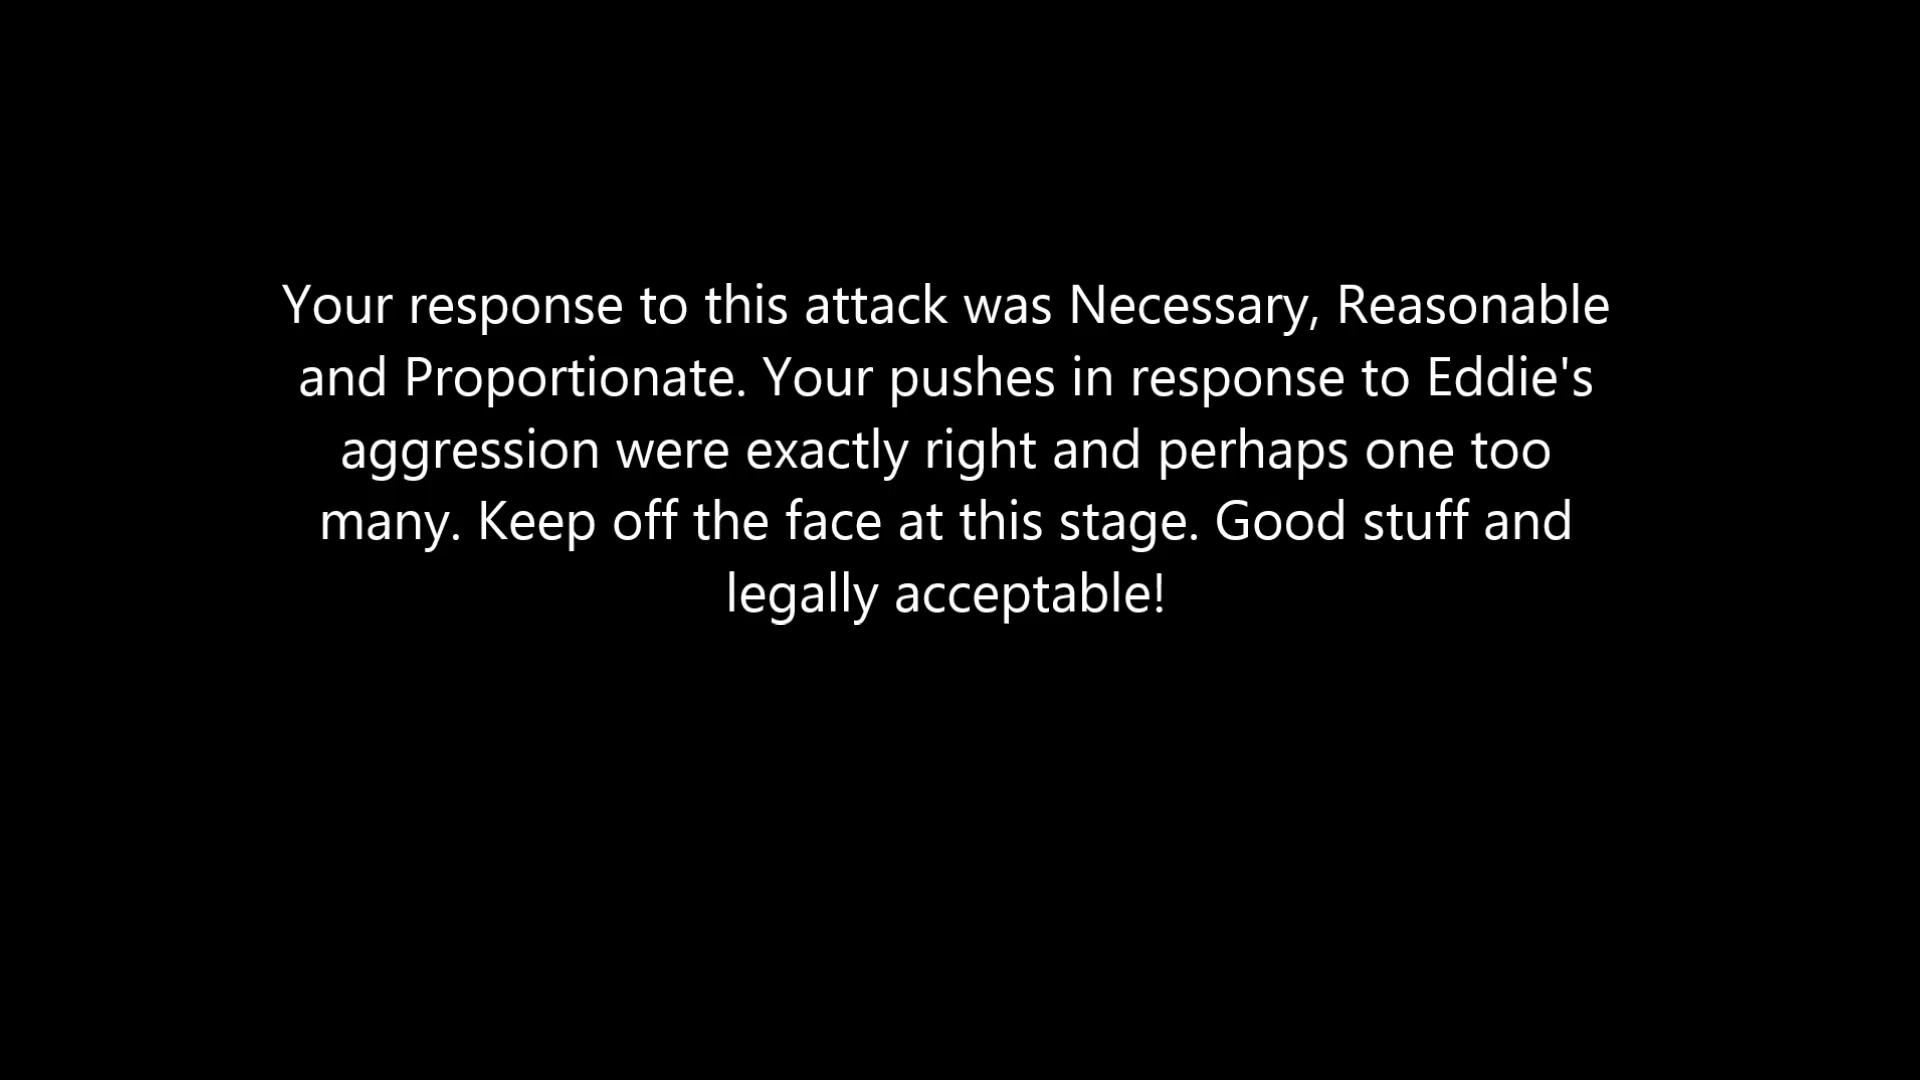 Your response to this attack was Necessary, Reasonable
and Proportionate. Your pushes in response to Eddie's
aggression were exactly right and perhaps one too
many. Keep off the face at this stage. Good stuff and
legally acceptable!